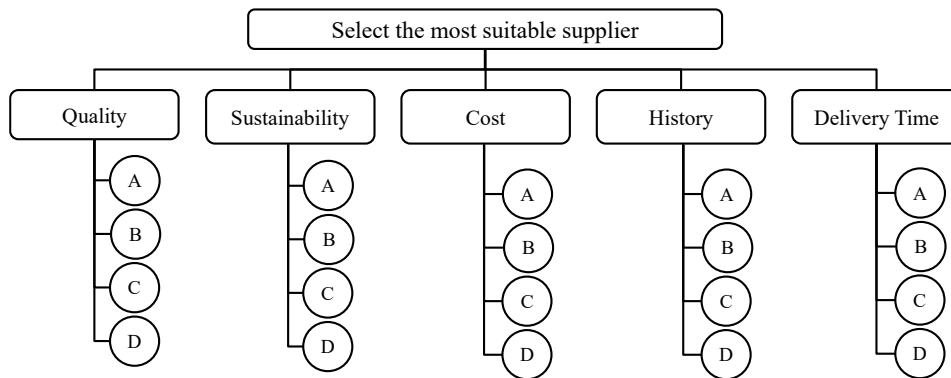 Select the most suitable supplier
Quality
Sustainability
Cost
History
Delivery Time
A
B
C
D
A
B
C
D
A
B
C
D
A
B
C
D
A
B
C
D